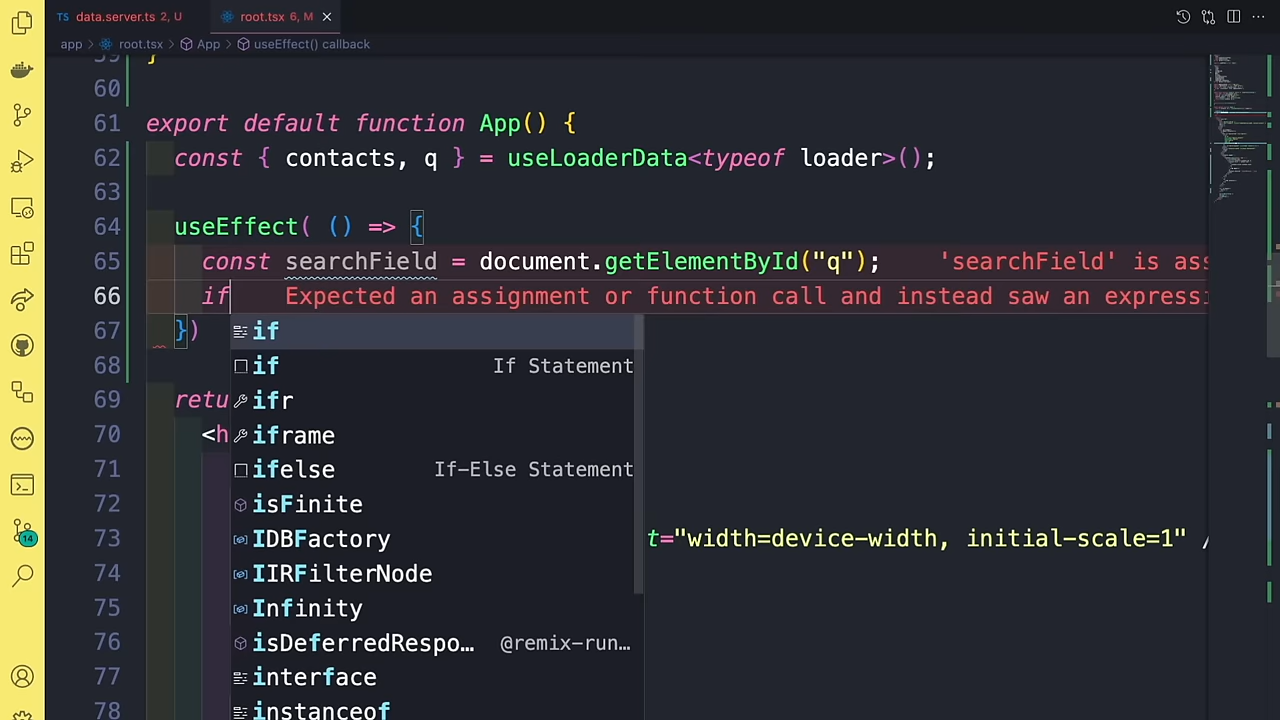 data.server.ts 2, U
root.tsx 6, M
app > root.tsx > App > useEffect() callback
59 }
60
61 export default function App() {
62 const { contacts, q } = useLoaderData<typeof loader>();
63
64 useEffect( () => {
65 const searchField = document.getElementById("q"); 'searchField' is ass
66 if Expected an assignment or function call and instead saw an expressi
67 })
if
68
if If Statement
69 retu
ifr
70 <h
iframe
71
ifelse If-Else Statement
72
isFinite
73
IDBFactory
t="width=device-width, initial-scale=1" /
74
IIRFilterNode
75
Infinity
76
isDeferredRespo… @remix-run…
77
interface
78
instanceof
TS
14